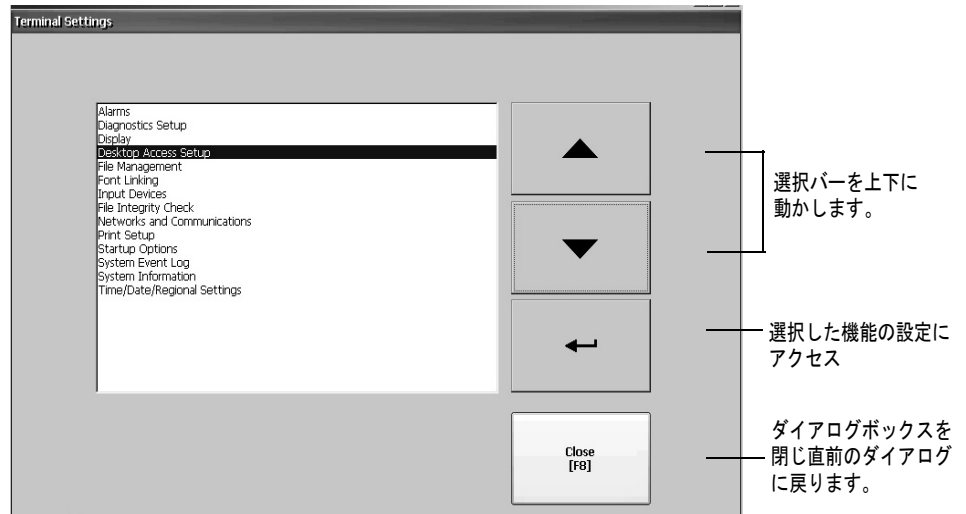 Terminal Settings
Alarms
Diagnostics Setup
Display
Desktop Access Setup
File Management
Font Linking
Input Devices
File Integrity Check
Networks and Communications
Print Setup
Startup Options
System Event Log
System Information
Time/Date/Regional Settings
選択バーを上下に
動かします。
選択した機能の設定に
アクセス
Close
[F8]
ダイアログボックスを
閉じ直前のダイアログ
に戻ります。